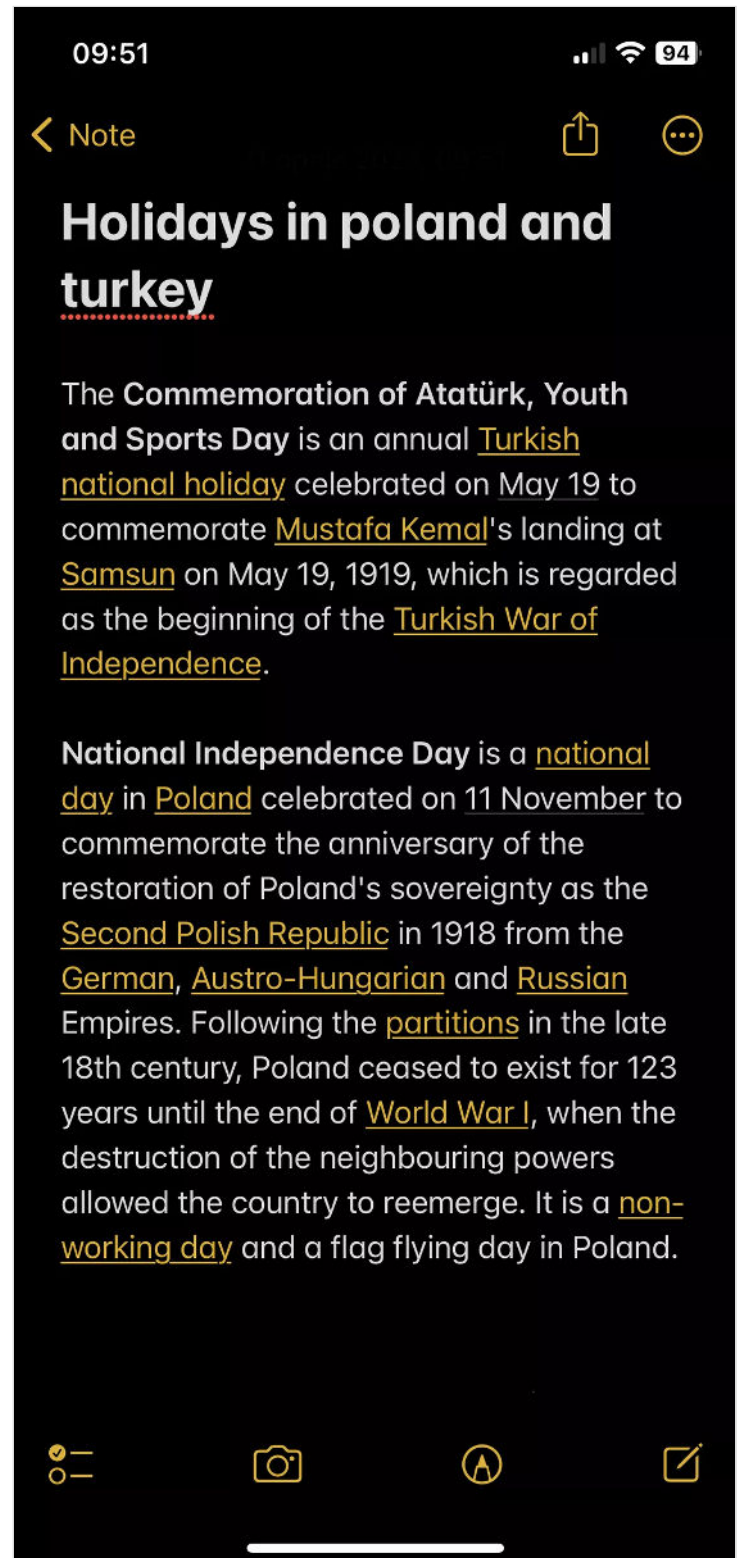 09:51
94
Note
Holidays in poland and
turkey
The Commemoration of Atatürk, Youth
and Sports Day is an annual Turkish
national holiday celebrated on May 19 to
commemorate Mustafa Kemal's landing at
Samsun on May 19, 1919, which is regarded
as the beginning of the Turkish War of
Independence.
National Independence Day is a national
day in Poland celebrated on 11 November to
commemorate the anniversary of the
restoration of Poland's sovereignty as the
Second Polish Republic in 1918 from the
German, Austro-Hungarian and Russian
Empires. Following the partitions in the late
18th century, Poland ceased to exist for 123
years until the end of World War I, when the
destruction of the neighbouring powers
allowed the country to reemerge. It is a non-
working day and a flag flying day in Poland.